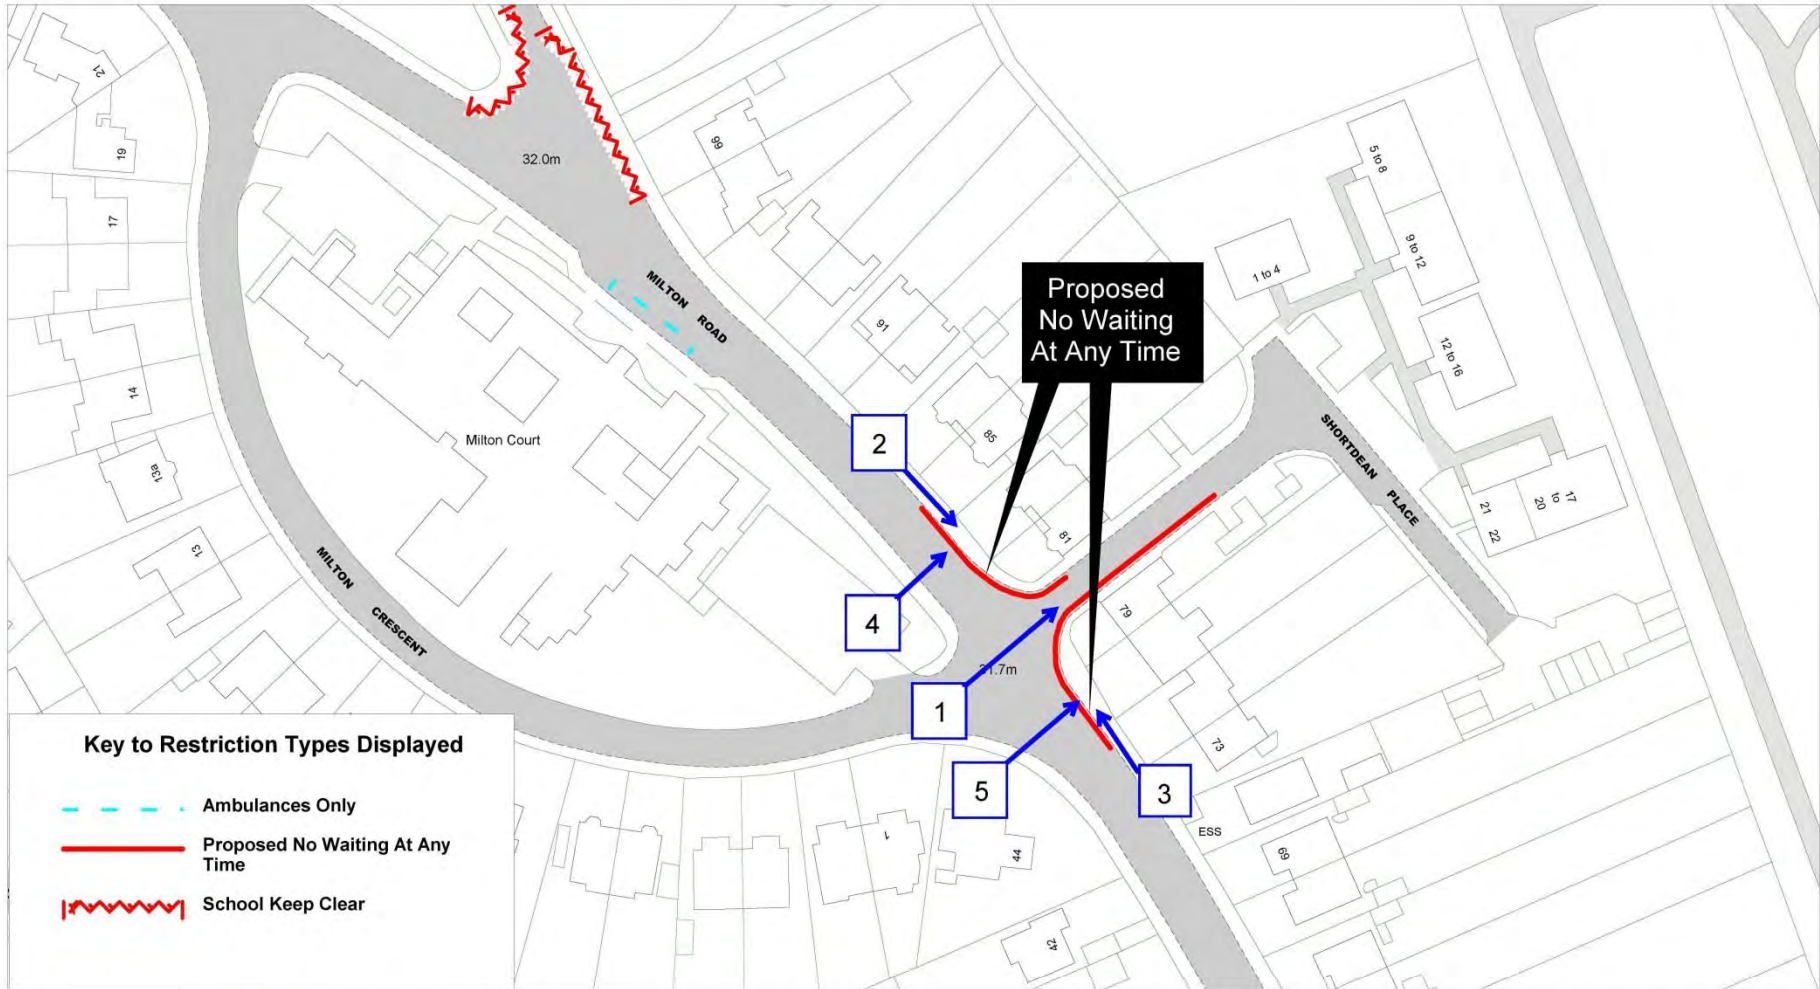 21
19
17
14
13a
13
32.0m
99
91
85
81
79
73
69
MILTON ROAD
Milton Court
MILTON CRESCENT
Proposed
No Waiting
At Any Time
1 to 4
5 to 8
9 to 12
12 to 16
17
to
20
21
22
SHORTDEAN PLACE
2
4
1
5
3
31.7m
ESS
1
44
42
Key to Restriction Types Displayed
Ambulances Only
Proposed No Waiting At Any
Time
School Keep Clear